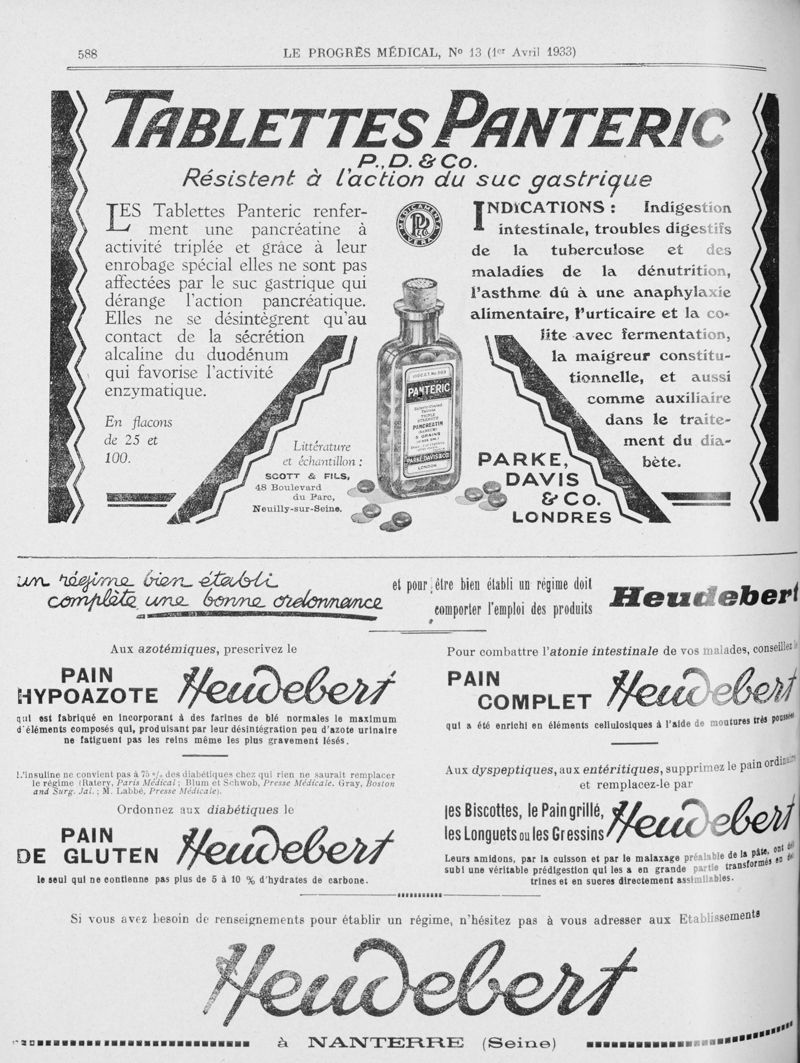 588
LE PROGRÈS MÉDICAL, No 13 (1er Avril 1933)
TABLETTES PANTERIC
P., D. & Co.
Résistent à l'action du suc gastrique
LES Tablettes Panteric renfer-
ment une pancréatine à
activité triplée et grâce à leur
enrobage spécial elles ne sont pas
affectées par le suc gastrique qui
dérange l'action pancréatique.
Elles ne se désintègrent qu'au
contact de la sécrétion
alcaline du duodénum
qui favorise l'activité
enzymatique.
En flacons
de 25 et
100.
Littérature
et échantillon :
SCOTT & FILS,
48 Boulevard
du Parc,
Neuilly-sur-Seine.
MEDICAMENTA
VERA
PANTERIC
PANCREATIN
5 GRAINS
PARKE, DAVIS & CO.
LONDON
INDICATIONS : Indigestion
intestinale, troubles digestifs
de la tuberculose et des
maladies de la dénutrition,
l'asthme dû à une anaphylaxie
alimentaire, l'urticaire et la co-
lite avec fermentation,
la maigreur constitu-
tionnelle, et aussi
comme auxiliaire
dans le traite-
ment du dia-
bète.
PARKE,
DAVIS
& Co.
LONDRES
un régime bien établi
complète une bonne ordonnance
et pour être bien établi un régime doit
comporter l'emploi des produits
Heudebert
Aux azotémiques, prescrivez le
PAIN
HYPOAZOTE Heudebert
qui est fabriqué en incorporant à des farines de blé normales le maximum
d'éléments composés qui, produisant par leur désintégration peu d'azote urinaire
ne fatiguent pas les reins même les plus gravement lésés.
L'insuline ne convient pas à 75 % des diabétiques chez qui rien ne saurait remplacer
le régime (Ratery, Paris Médical ; Blum et Schwob, Presse Médicale. Gray, Boston
and Surg. Jal. ; M. Labbé, Presse Médicale).
Ordonnez aux diabétiques le
PAIN
DE GLUTEN Heudebert
le seul qui ne contienne pas plus de 5 à 10 % d'hydrates de carbone.
Pour combattre l'atonie intestinale de vos malades, conseillez le
PAIN
COMPLET Heudebert
qui a été enrichi en éléments cellulosiques à l'aide de moutures très poussées
Aux dyspeptiques, aux entéritiques, supprimez le pain ordinaire
et remplacez-le par
les Biscottes, le Pain grillé,
les Longuets ou les Gressins Heudebert
Leurs amidons, par la cuisson et par le malaxage préalable de la pâte, ont
subi une véritable prédigestion qui les a en grande partie transformés en
trines et en sucres directement assimilables.
Si vous avez besoin de renseignements pour établir un régime, n'hésitez pas à vous adresser aux Etablissements
Heudebert
à NANTERRE (Seine)